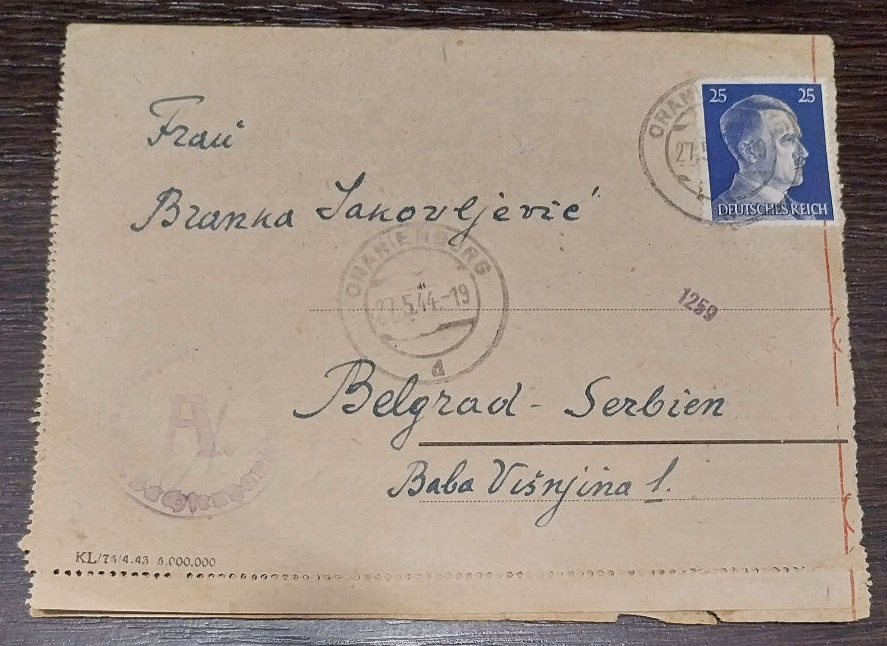 25 25
DEUTSCHES REICH
Frau
Branka Jakovljević
ORANIENBURG
27.5.44.-19
d
1259
Belgrad - Serbien
Baba Višnjina 1.
A
KL/75/4.43 5.000.000